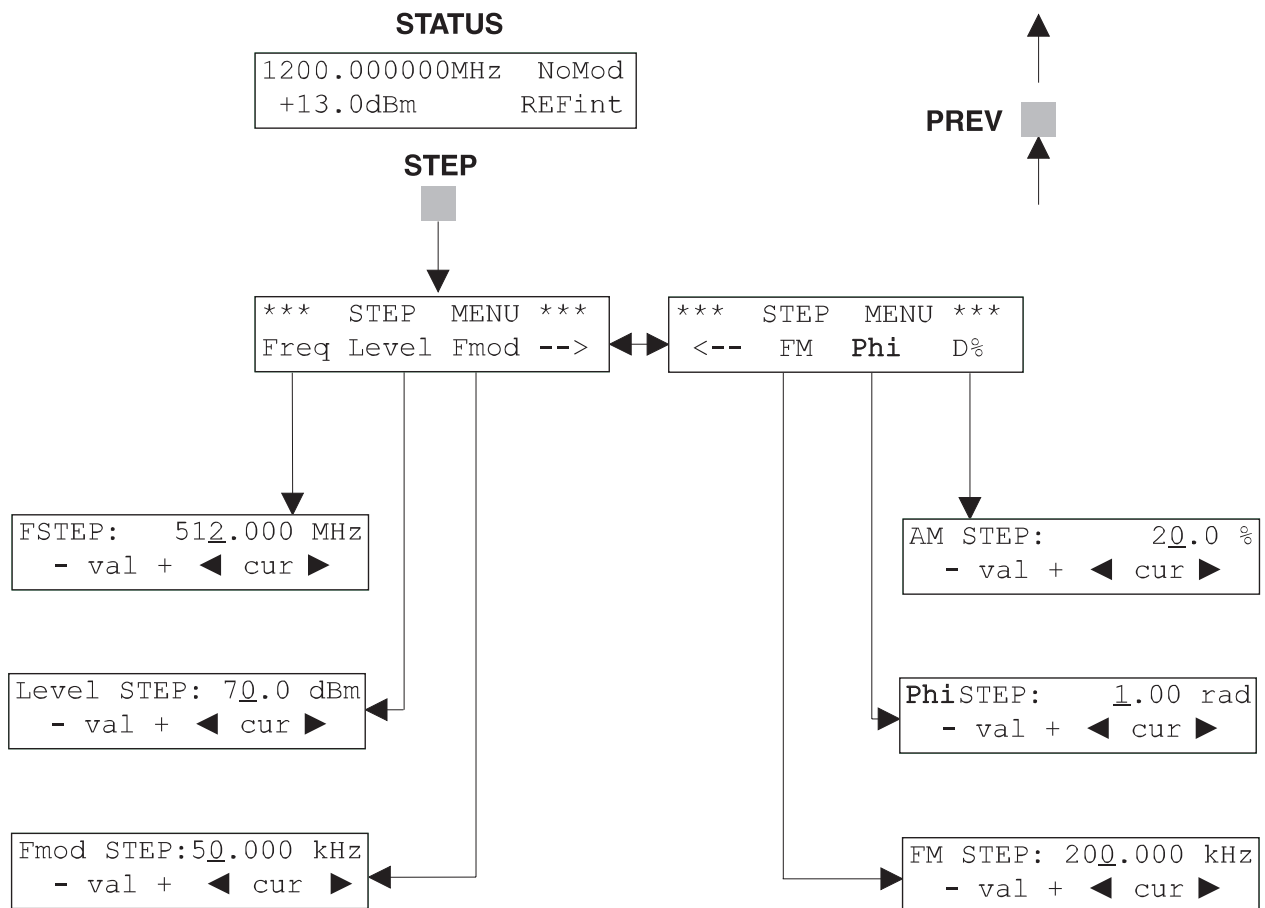 STATUS
1200.000000MHz NoMod
+13.0dBm REFint
PREV
STEP
*** STEP MENU ***
Freq Level Fmod -->
*** STEP MENU ***
<-- FM Phi D%
FSTEP: 512.000 MHz
- val + ◀ cur ▶
AM STEP: 20.0 %
- val + ◀ cur ▶
Level STEP: 70.0 dBm
- val + ◀ cur ▶
PhiSTEP: 1.00 rad
- val + ◀ cur ▶
Fmod STEP:50.000 kHz
- val + ◀ cur ▶
FM STEP: 200.000 kHz
- val + ◀ cur ▶